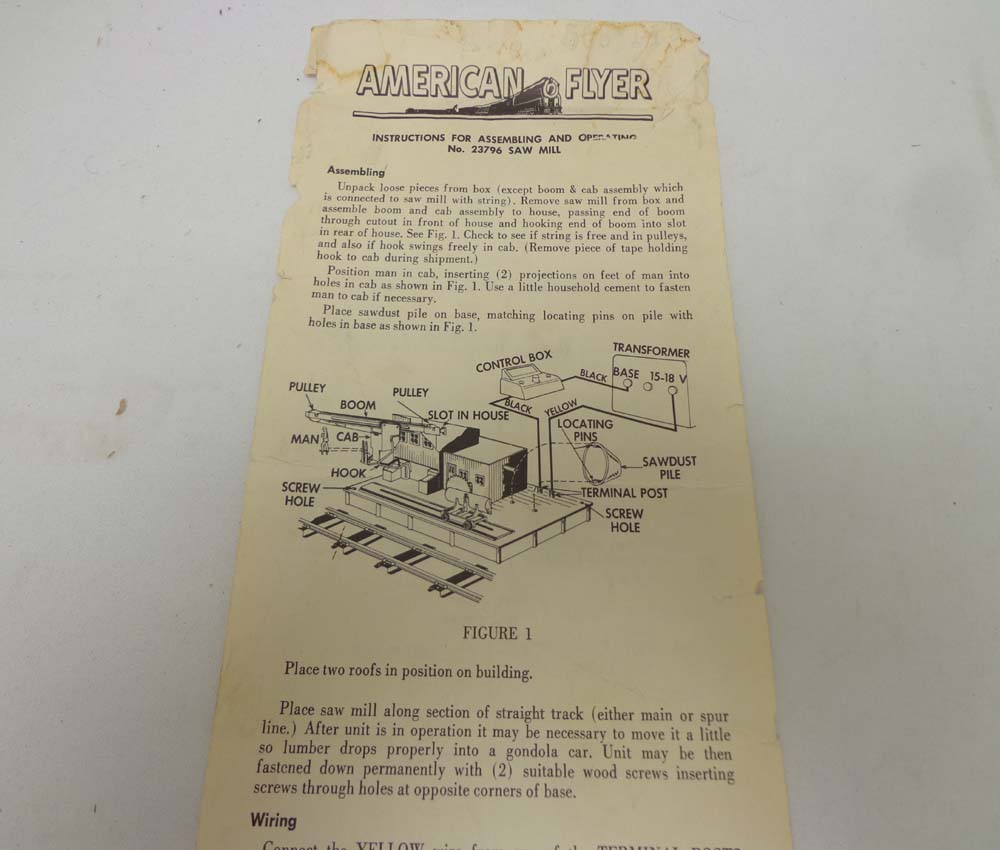 AMERICAN FLYER
INSTRUCTIONS FOR ASSEMBLING AND OPERATING
No. 23796 SAW MILL
Assembling
Unpack loose pieces from box (except boom & cab assembly which
is connected to saw mill with string). Remove saw mill from box and
assemble boom and cab assembly to house, passing end of boom
through cutout in front of house and hooking end of boom into slot
in rear of house. See Fig. 1. Check to see if string is free and in pulleys,
and also if hook swings freely in cab. (Remove piece of tape holding
hook to cab during shipment.)
Position man in cab, inserting (2) projections on feet of man into
holes in cab as shown in Fig. 1. Use a little household cement to fasten
man to cab if necessary.
Place sawdust pile on base, matching locating pins on pile with
holes in base as shown in Fig. 1.
TRANSFORMER
CONTROL BOX
BLACK
BASE 15-18 V
PULLEY
PULLEY
BOOM
SLOT IN HOUSE
BLACK
YELLOW
LOCATING
PINS
MAN
CAB
SAWDUST
PILE
HOOK
SCREW
HOLE
TERMINAL POST
SCREW
HOLE
FIGURE 1
Place two roofs in position on building.
Place saw mill along section of straight track (either main or spur
line.) After unit is in operation it may be necessary to move it a little
so lumber drops properly into a gondola car. Unit may be then
fastened down permanently with (2) suitable wood screws inserting
screws through holes at opposite corners of base.
Wiring
Connect the YELLOW wire from one of the TERMINAL POSTS